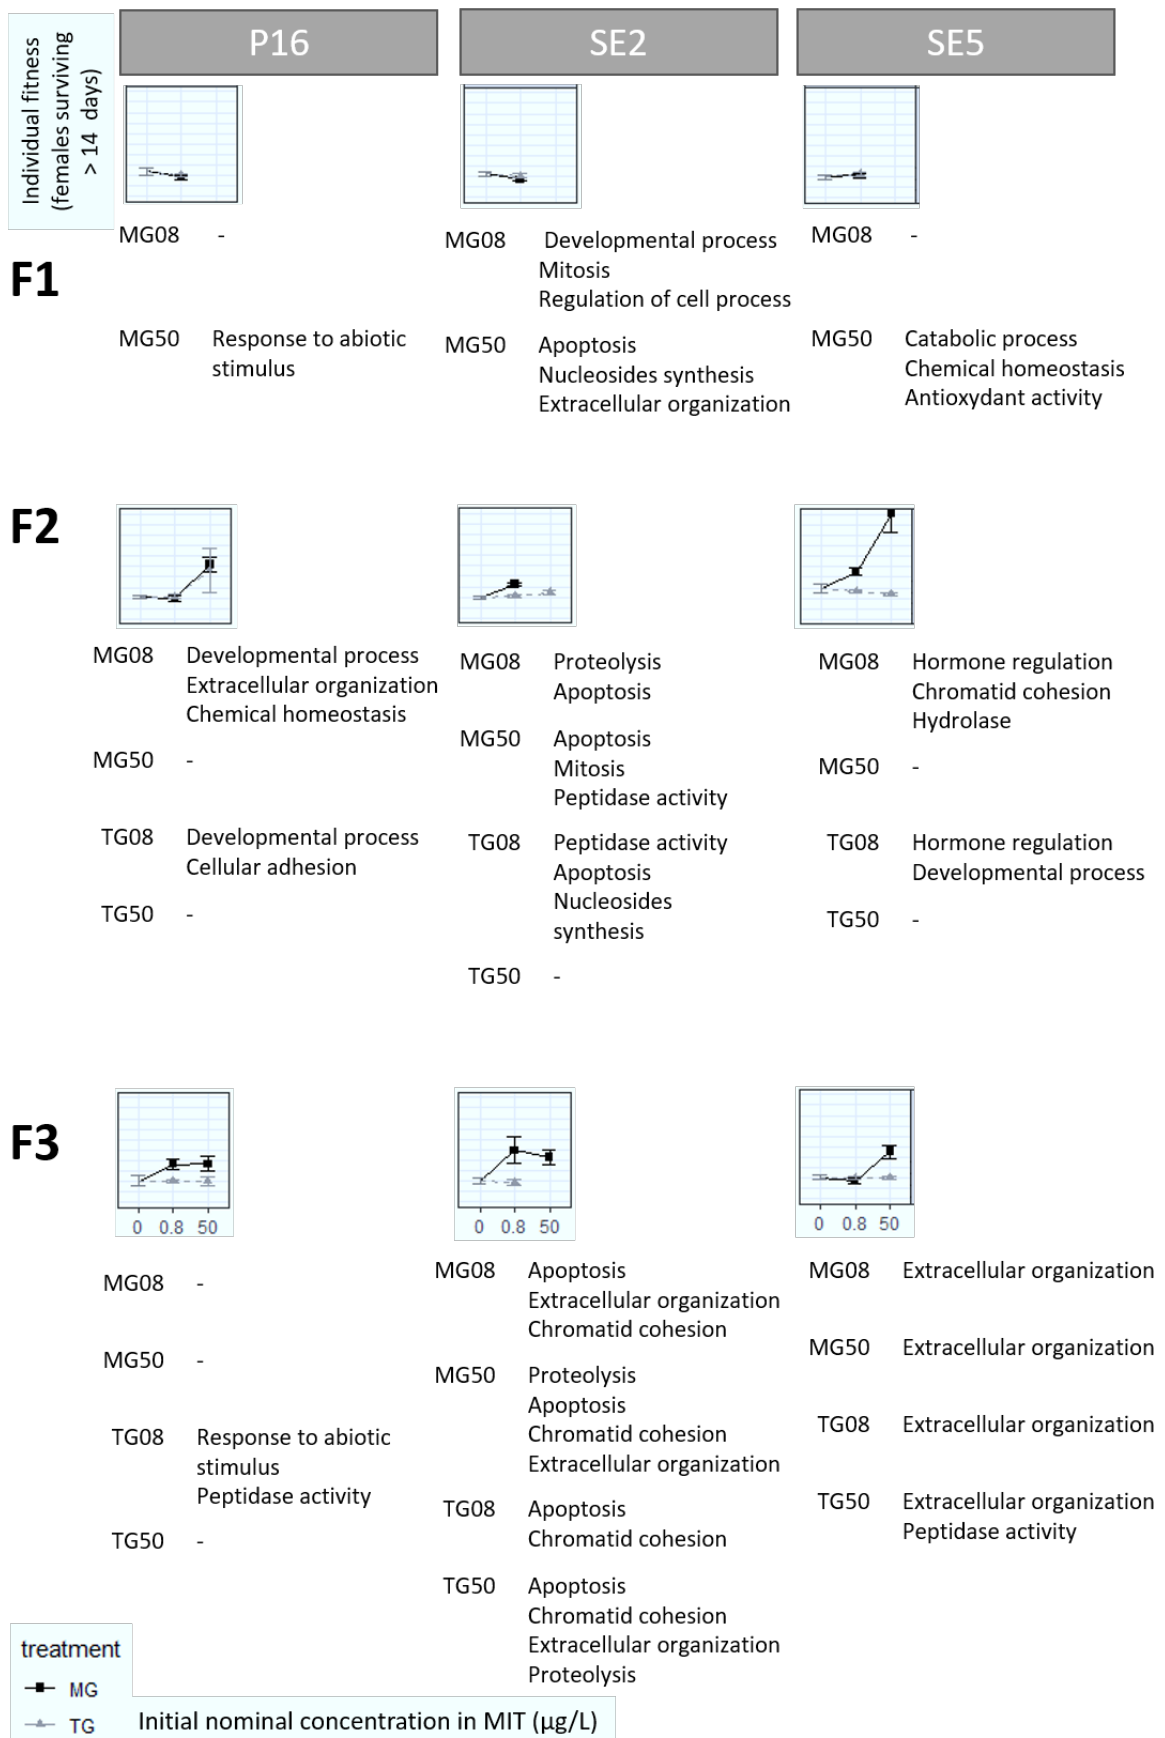 Individual fitness
(females surviving
> 14 days)
P16
SE2
SE5
F1
MG08 -
MG50 Response to abiotic
stimulus
MG08 Developmental process
Mitosis
Regulation of cell process
MG50 Apoptosis
Nucleosides synthesis
Extracellular organization
MG08 -
MG50 Catabolic process
Chemical homeostasis
Antioxydant activity
F2
MG08 Developmental process
Extracellular organization
Chemical homeostasis
MG50 -
TG08 Developmental process
Cellular adhesion
TG50 -
MG08 Proteolysis
Apoptosis
MG50 Apoptosis
Mitosis
Peptidase activity
TG08 Peptidase activity
Apoptosis
Nucleosides
synthesis
TG50 -
MG08 Hormone regulation
Chromatid cohesion
Hydrolase
MG50 -
TG08 Hormone regulation
Developmental process
TG50 -
F3
0 0.8 50
MG08 -
MG50 -
TG08 Response to abiotic
stimulus
Peptidase activity
TG50 -
0 0.8 50
MG08 Apoptosis
Extracellular organization
Chromatid cohesion
MG50 Proteolysis
Apoptosis
Chromatid cohesion
Extracellular organization
TG08 Apoptosis
Chromatid cohesion
TG50 Apoptosis
Chromatid cohesion
Extracellular organization
Proteolysis
0 0.8 50
MG08 Extracellular organization
MG50 Extracellular organization
TG08 Extracellular organization
TG50 Extracellular organization
Peptidase activity
treatment
MG
TG
Initial nominal concentration in MIT (µg/L)